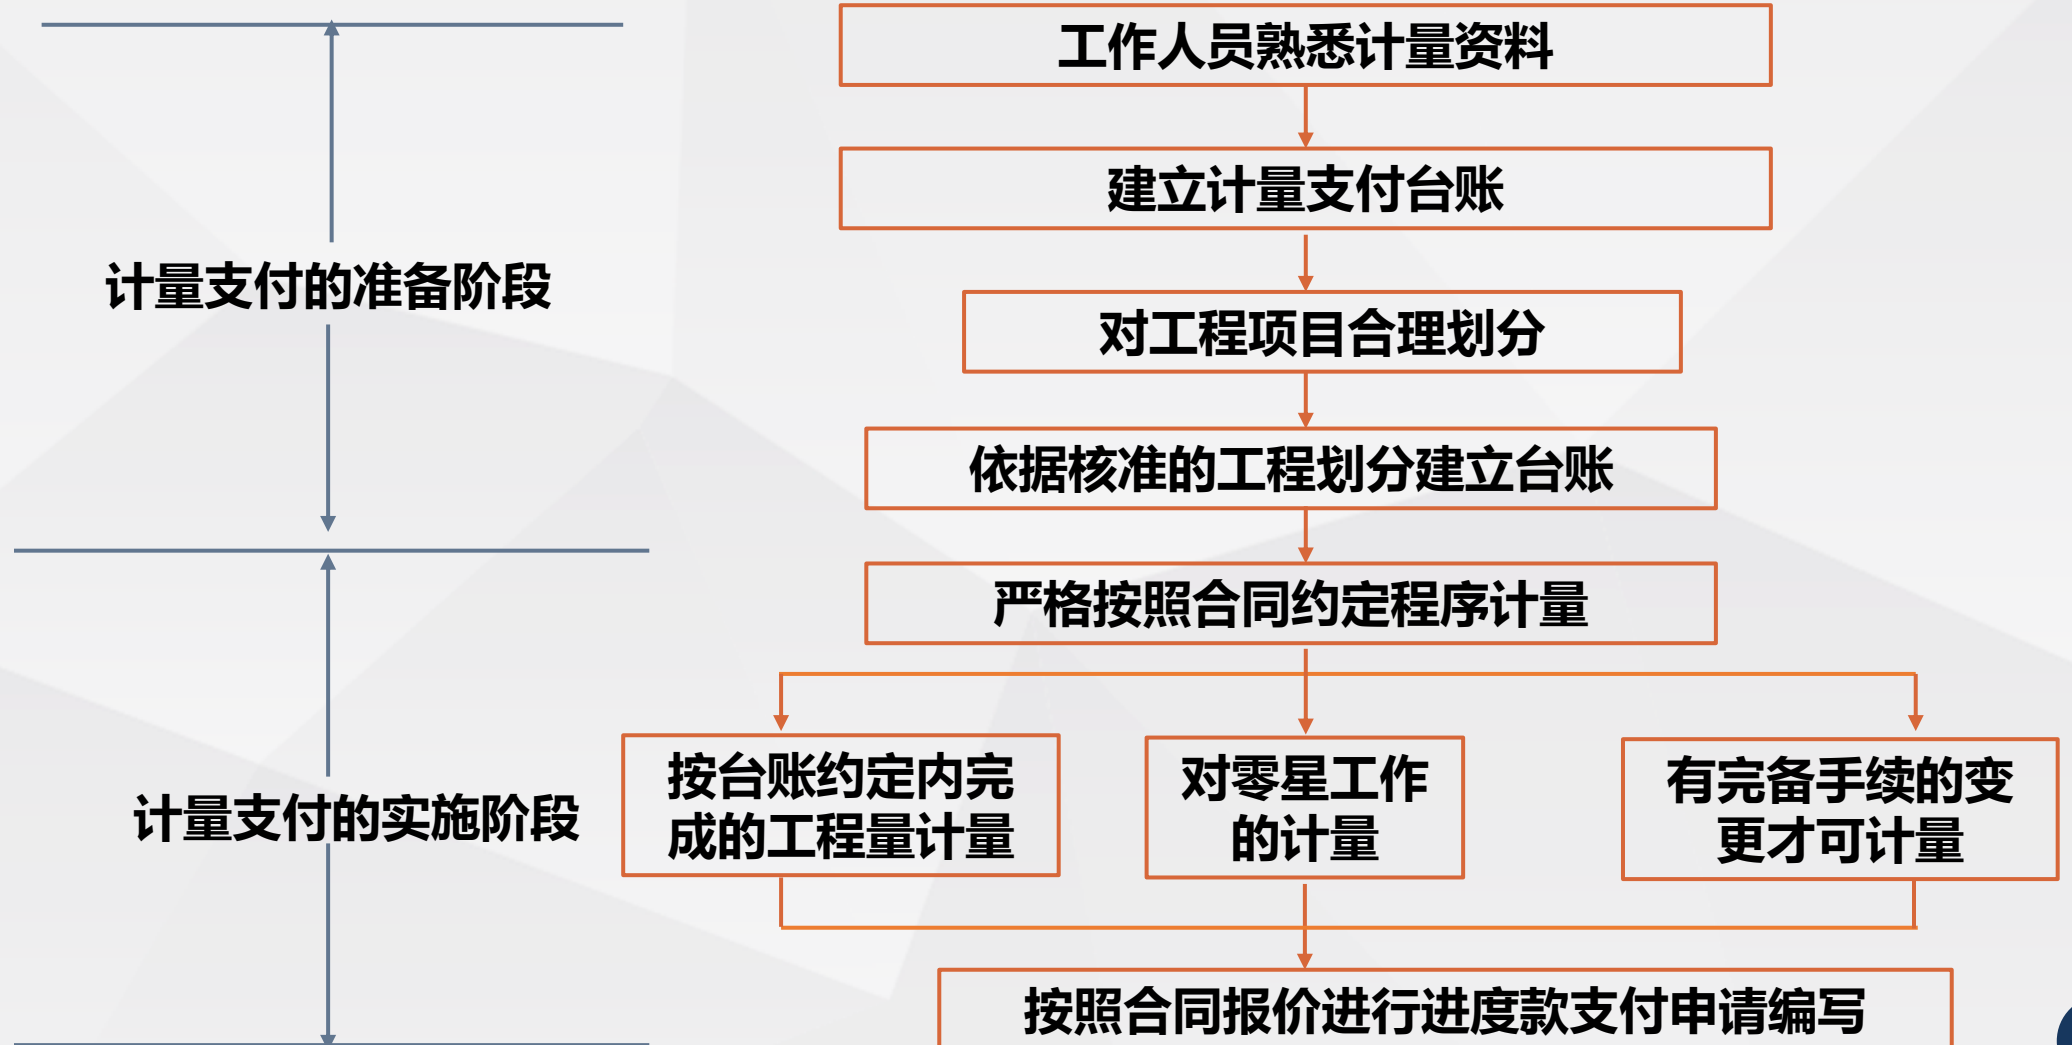 工作人员熟悉计量资料
建立计量支付台账
计量支付的准备阶段
对工程项目合理划分
依据核准的工程划分建立台账
严格按照合同约定程序计量
计量支付的实施阶段
按台账约定内完
成的工程量计量
对零星工作
的计量
有完备手续的变
更才可计量
按照合同报价进行进度款支付申请编写